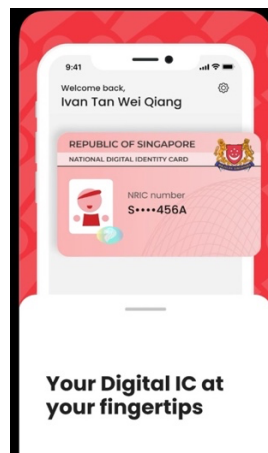 9:41
Welcome back,
Ivan Tan Wei Qiang
REPUBLIC OF SINGAPORE
NATIONAL DIGITAL IDENTITY CARD
NRIC number
S••••456A
Your Digital IC at
your fingertips